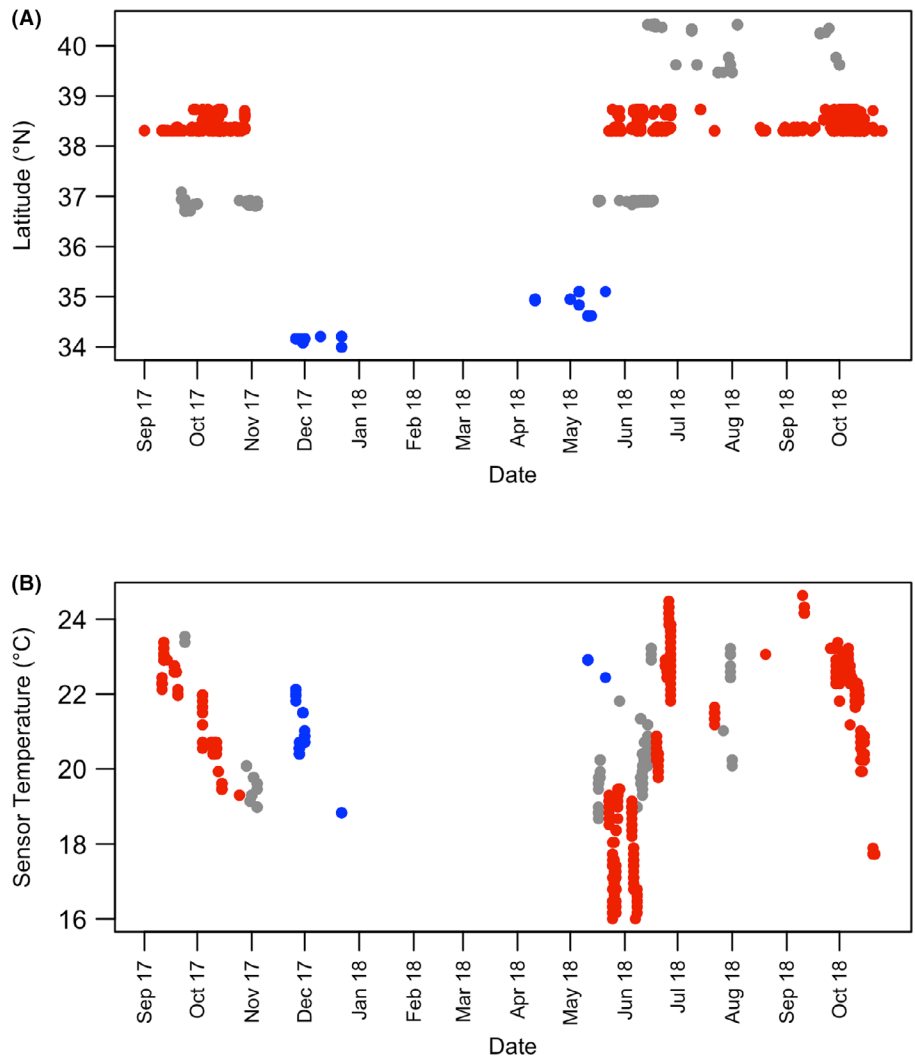 (A)
Latitude (°N)
40
39
38
37
36
35
34
Sep 17
Oct 17
Nov 17
Dec 17
Jan 18
Feb 18
Mar 18
Apr 18
May 18
Jun 18
Jul 18
Aug 18
Sep 18
Oct 18
Date
(B)
Sensor Temperature (°C)
24
22
20
18
16
Sep 17
Oct 17
Nov 17
Dec 17
Jan 18
Feb 18
Mar 18
Apr 18
May 18
Jun 18
Jul 18
Aug 18
Sep 18
Oct 18
Date